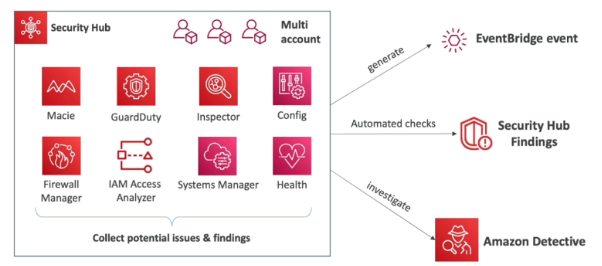 Security Hub
Multi
account
Macie
GuardDuty
Inspector
Config
Firewall
Manager
IAM Access
Analyzer
Systems Manager
Health
Collect potential issues & findings
generate
EventBridge event
Automated checks
Security Hub
Findings
investigate
Amazon Detective